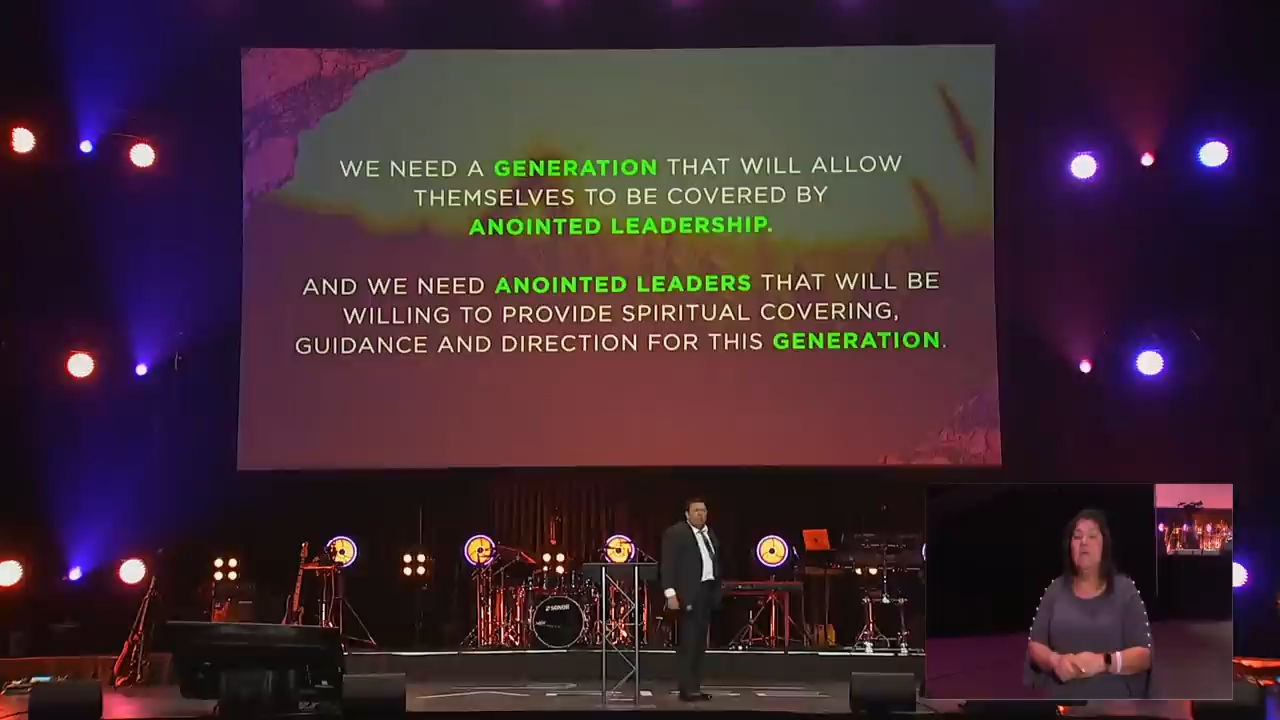 WE NEED A GENERATION THAT WILL ALLOW
THEMSELVES TO BE COVERED BY
ANOINTED LEADERSHIP.
AND WE NEED ANOINTED LEADERS THAT WILL BE
WILLING TO PROVIDE SPIRITUAL COVERING,
GUIDANCE AND DIRECTION FOR THIS GENERATION.
SONOR